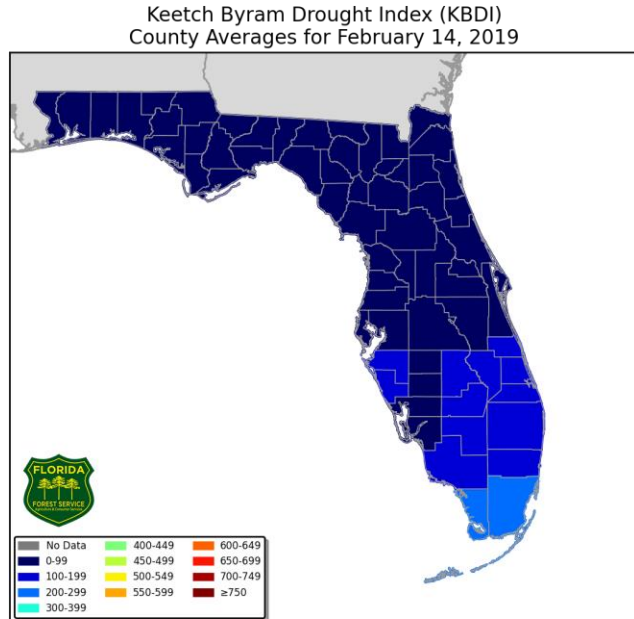 Keetch Byram Drought Index (KBDI)
County Averages for February 14, 2019
FLORIDA
FOREST SERVICE
No Data
0-99
100-199
200-299
300-399
400-449
450-499
500-549
550-599
600-649
650-699
700-749
≥750